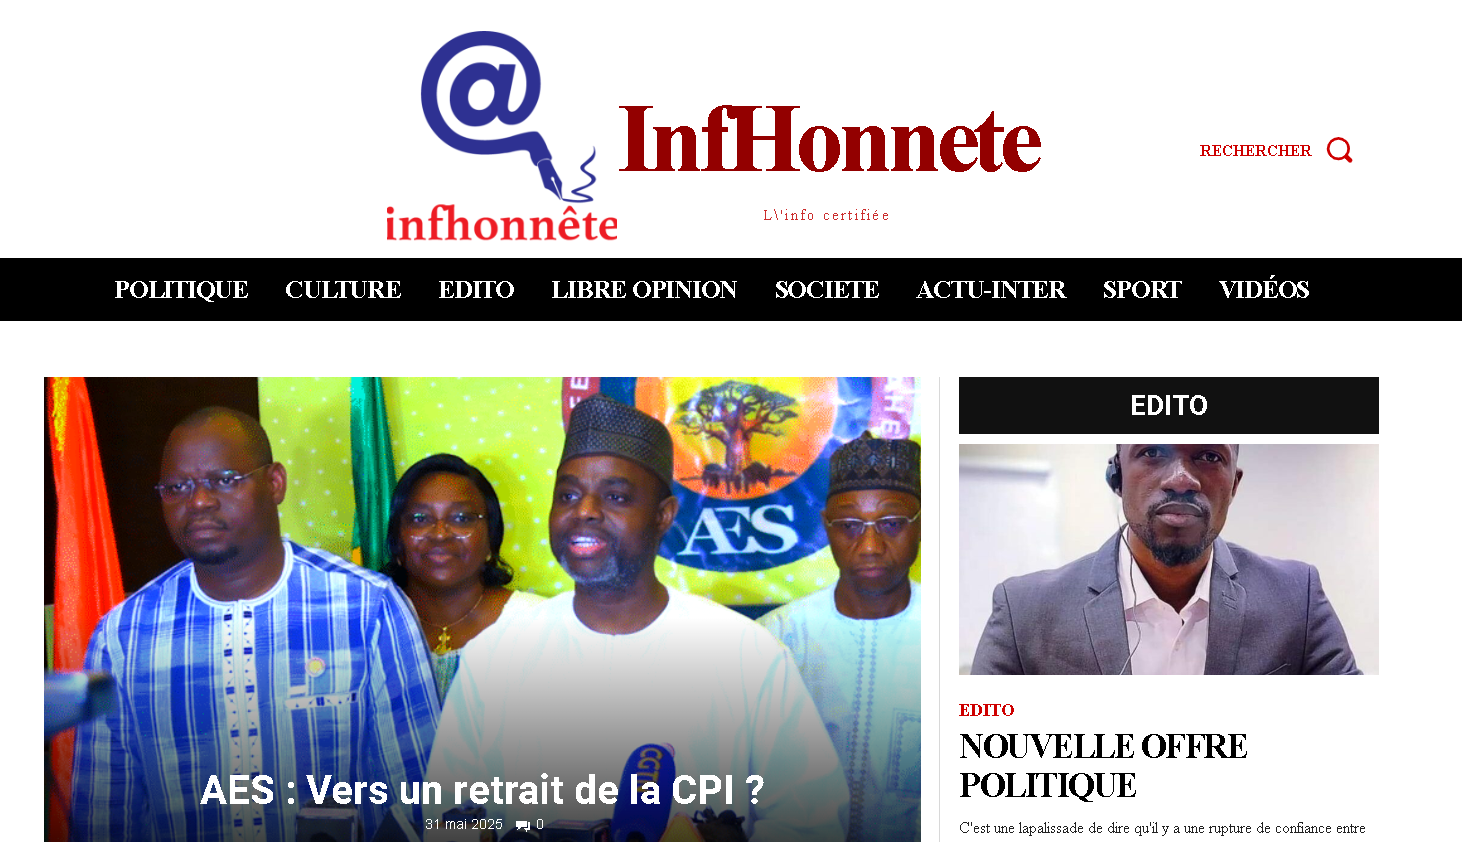 infhonnête
InfHonnete
L\'info certifiée
RECHERCHER
POLITIQUE CULTURE EDITO LIBRE OPINION SOCIETE ACTU-INTER SPORT VIDÉOS
AES
CGTN
AES : Vers un retrait de la CPI ?
31 mai 2025 0
EDITO
EDITO
NOUVELLE OFFRE
POLITIQUE
C'est une lapalissade de dire qu'il y a une rupture de confiance entre